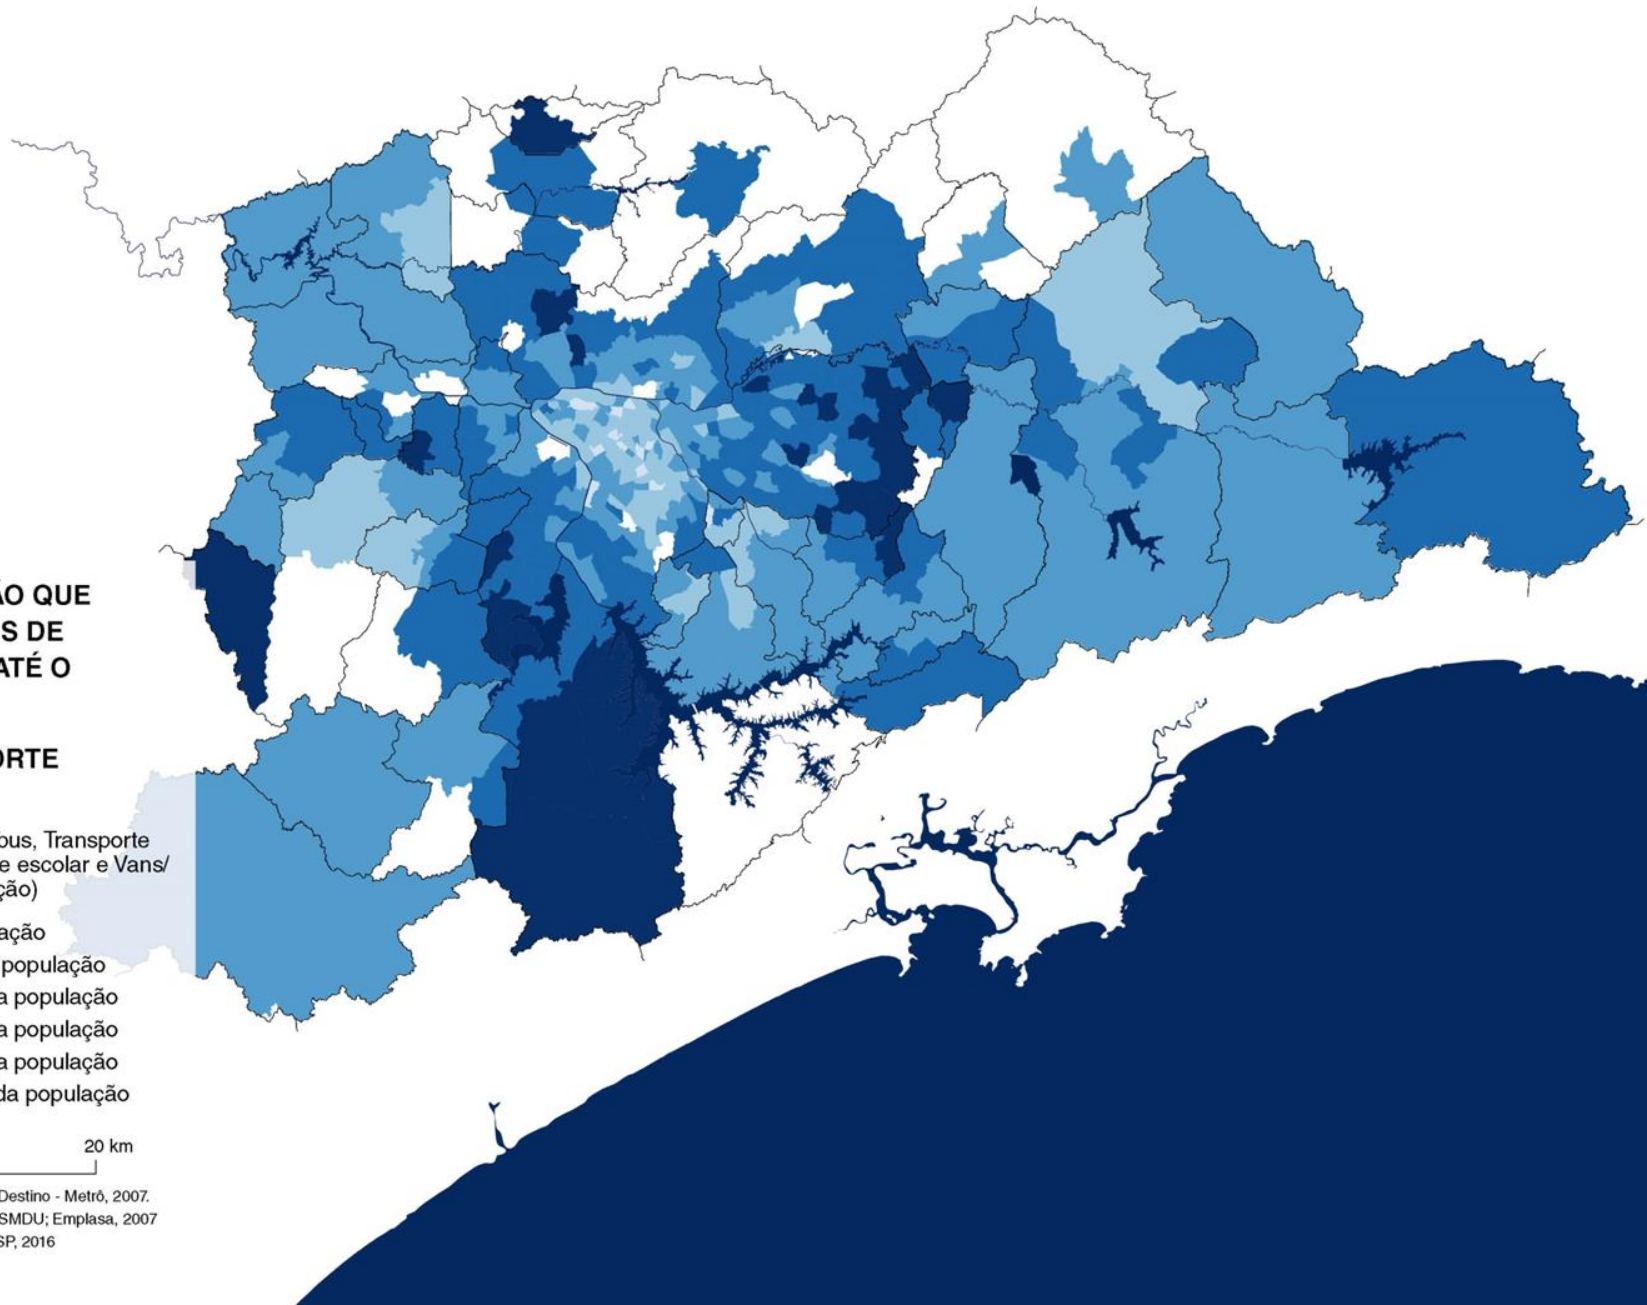 ÃO QUE
S DE
ATÉ O
ORTE
bus, Transporte
e escolar e Vans/
ção)
ação
população
a população
a população
a população
da população
20 km
Destino - Metrô, 2007.
SMDU; Emplasa, 2007
SP, 2016